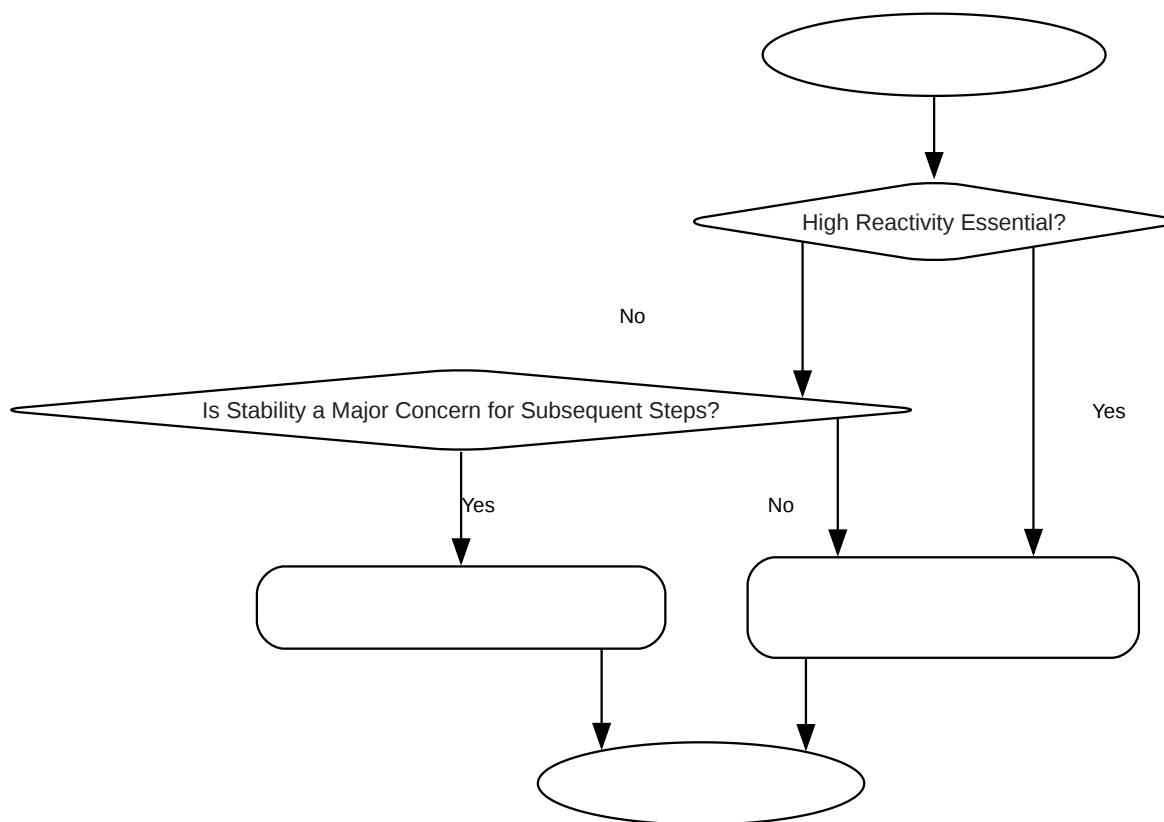 High Reactivity Essential?
No
Is Stability a Major Concern for Subsequent Steps?
Yes
Yes
No